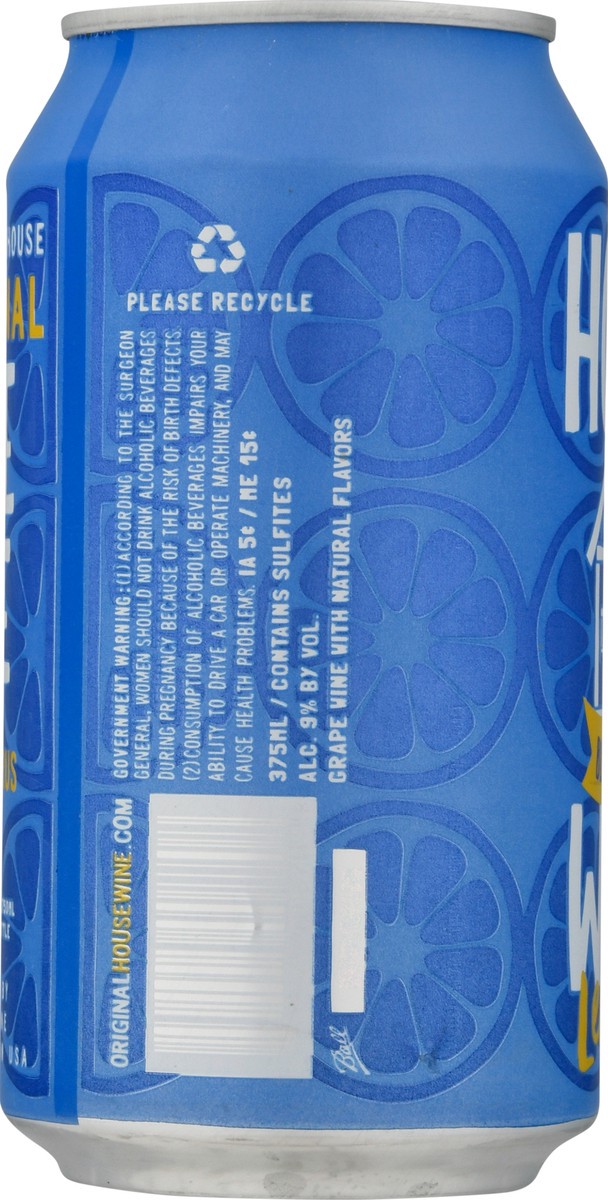 PLEASE RECYCLE
GOVERNMENT WARNING: (1) ACCORDING TO THE SURGEON
GENERAL, WOMEN SHOULD NOT DRINK ALCOHOLIC BEVERAGES
DURING PREGNANCY BECAUSE OF THE RISK OF BIRTH DEFECTS.
(2) CONSUMPTION OF ALCOHOLIC BEVERAGES IMPAIRS YOUR
ABILITY TO DRIVE A CAR OR OPERATE MACHINERY, AND MAY
CAUSE HEALTH PROBLEMS. IA 5¢ / ME 15¢
375ML / CONTAINS SULFITES
ALC. 9% BY VOL.
GRAPE WINE WITH NATURAL FLAVORS
ORIGINALHOUSEWINE.COM
Ball
HOUSE
USA